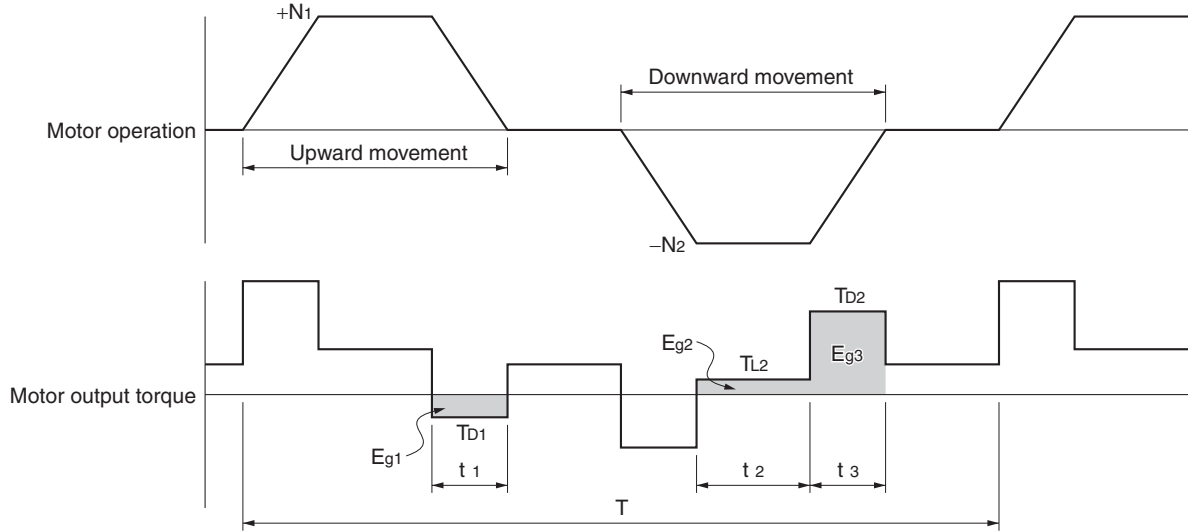 +N1
Downward movement
Motor operation
Upward movement
–N2
TD2
Eg2
TL2
Eg3
Motor output torque
TD1
Eg1
t 1
t 2
t 3
T